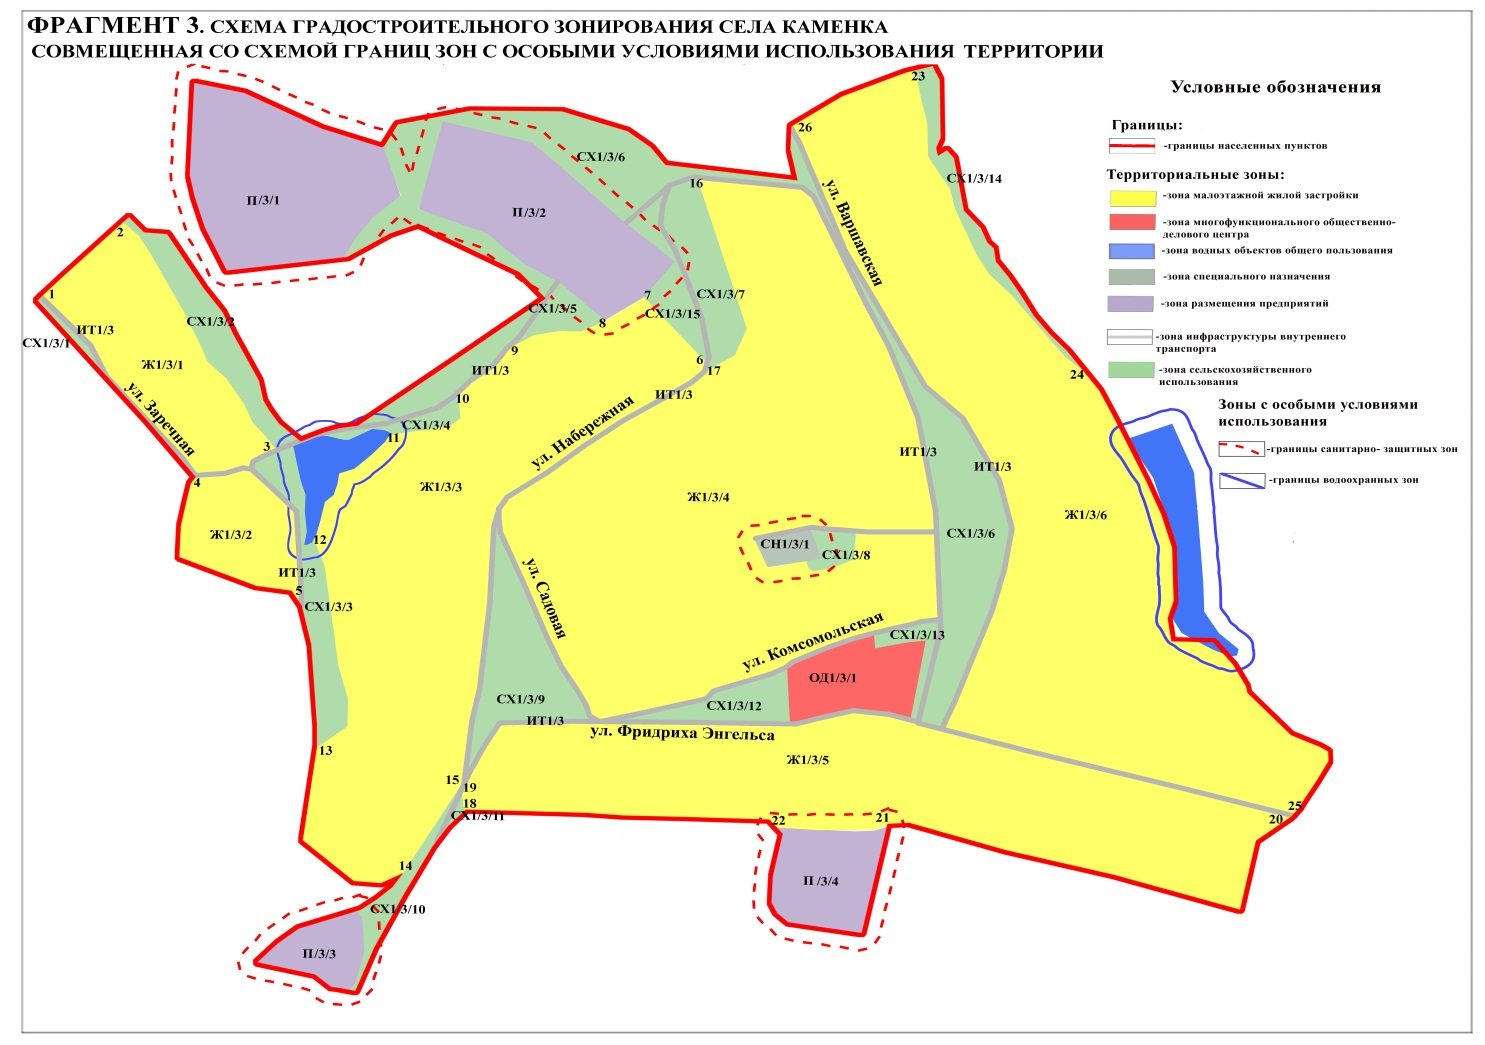 ФРАГМЕНТ 3. СХЕМА ГРАДОСТРОИТЕЛЬНОГО ЗОНИРОВАНИЯ СЕЛА КАМЕНКА
СОВМЕЩЕННАЯ СО СХЕМОЙ ГРАНИЦ ЗОН С ОСОБЫМИ УСЛОВИЯМИ ИСПОЛЬЗОВАНИЯ ТЕРРИТОРИИ
Условные обозначения
Границы:
-границы населенных пунктов
Территориальные зоны:
-зона малоэтажной жилой застройки
-зона многофункционального общественно-
делового центра
-зона водных объектов общего пользования
-зона специального назначения
-зона размещения предприятий
-зона инфраструктуры внутреннего
транспорта
-зона сельскохозяйственного
использования
Зоны с особыми условиями
использования
-границы санитарно- защитных зон
-границы водоохранных зон
23
26
СХ1/3/6
СХ1/3/14
16
П/3/1
П/3/2
ул. Варшавская
2
1
7
СХ1/3/7
СХ1/3/5
СХ1/3/15
8
СХ1/3/2
ИТ1/3
СХ1/3/1
9
6
17
Ж1/3/1
ИТ1/3
24
ул. Заречная
10
ИТ1/3
СХ1/3/4
11
ул. Набережная
3
ИТ1/3
ИТ1/3
4
Ж1/3/3
Ж1/3/4
Ж1/3/6
Ж1/3/2
12
СН1/3/1
СХ1/3/8
СХ1/3/6
ИТ1/3
5
СХ1/3/3
ул. Садовая
ул. Комсомольская
СХ1/3/13
ОД1/3/1
СХ1/3/9
СХ1/3/12
ИТ1/3
ул. Фридриха Энгельса
13
Ж1/3/5
15
19
18
СХ1/3/11
25
20
22
21
14
П /3/4
СХ1/3/10
П/3/3